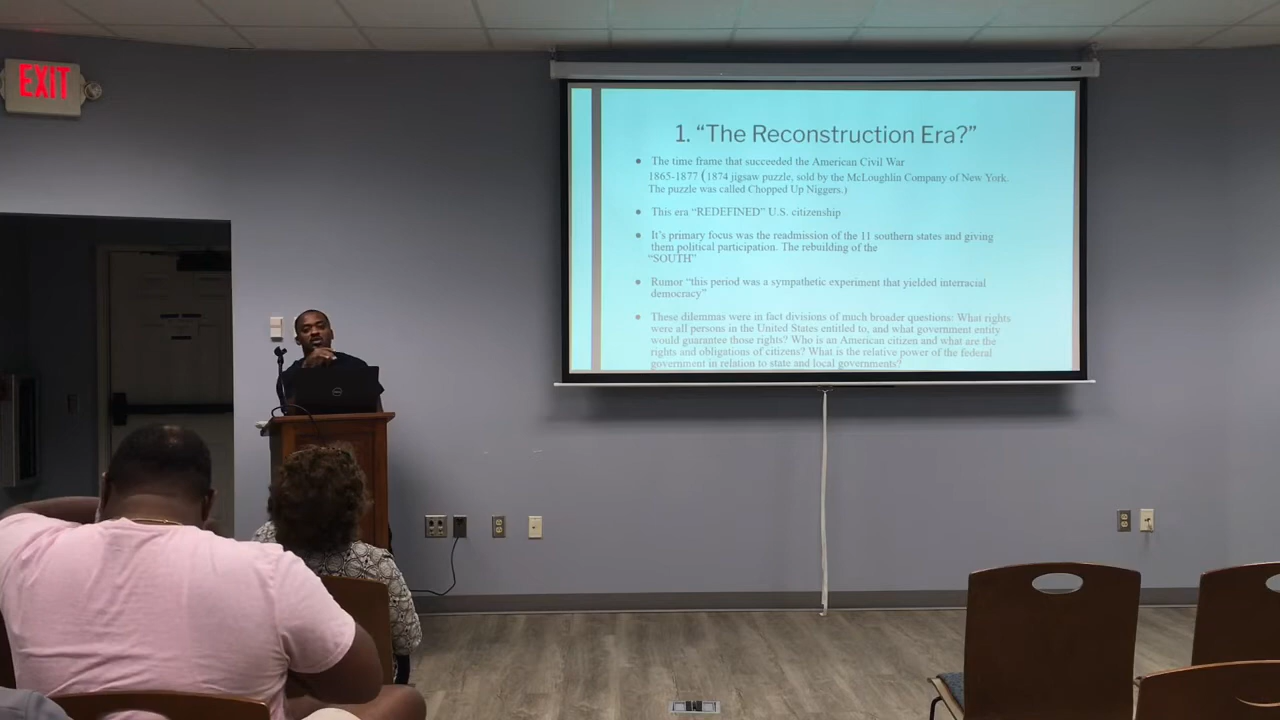 EXIT
1. “The Reconstruction Era?”
The time frame that succeeded the American Civil War
1865-1877 (1874 jigsaw puzzle, sold by the McLoughlin Company of New York.
The puzzle was called Chopped Up Niggers.)
This era “REDEFINED” U.S. citizenship
It's primary focus was the readmission of the 11 southern states and giving
them political participation. The rebuilding of the
“SOUTH”
Rumor “this period was a sympathetic experiment that yielded interracial
democracy”
These dilemmas were in fact divisions of much broader questions: What rights
were all persons in the United States entitled to, and what government entity
would guarantee those rights? Who is an American citizen and what are the
rights and obligations of citizens? What is the relative power of the federal
government in relation to state and local governments?
DELL